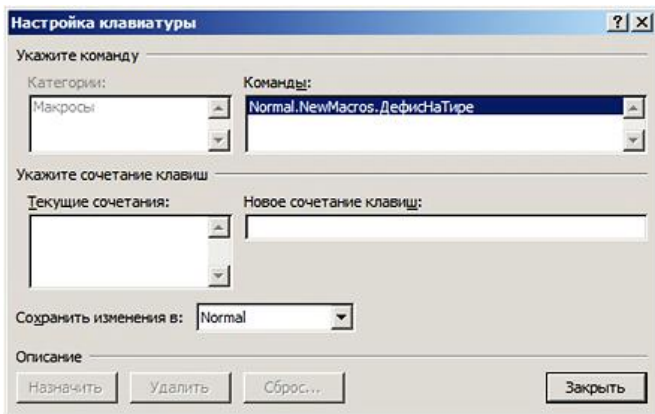 Настройка клавиатуры
Укажите команду
Категории: Команды:
Макросы Normal.NewMacros.ДефисНаТире
Укажите сочетание клавиш
Текущие сочетания: Новое сочетание клавиш:
Сохранить изменения в: Normal
Описание
Назначить Удалить Сброс... Закрыть